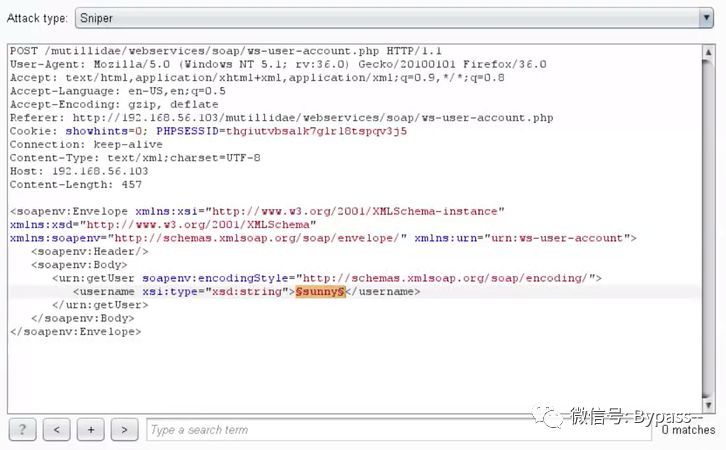 Attack type: Sniper
POST /mutillidae/webservices/soap/ws-user-account.php HTTP/1.1
User-Agent: Mozilla/5.0 (Windows NT 5.1; rv:36.0) Gecko/20100101 Firefox/36.0
Accept: text/html,application/xhtml+xml,application/xml;q=0.9,*/*;q=0.8
Accept-Language: en-US,en;q=0.5
Accept-Encoding: gzip, deflate
Referer: http://192.168.56.103/mutillidae/webservices/soap/ws-user-account.php
Cookie: showhints=0; PHPSESSID=thgiutvbsalk7glrl8tspqv3j5
Connection: keep-alive
Content-Type: text/xml;charset=UTF-8
Host: 192.168.56.103
Content-Length: 457
<soapenv:Envelope xmlns:xsi="http://www.w3.org/2001/XMLSchema-instance"
xmlns:xsd="http://www.w3.org/2001/XMLSchema"
xmlns:soapenv="http://schemas.xmlsoap.org/soap/envelope/" xmlns:urn="urn:ws-user-account">
<soapenv:Header/>
<soapenv:Body>
<urn:getUser soapenv:encodingStyle="http://schemas.xmlsoap.org/soap/encoding/">
<username xsi:type="xsd:string">§sunny§</username>
</urn:getUser>
</soapenv:Body>
</soapenv:Envelope>
? < + > Type a search term 0 matches
微信号: Bypass--